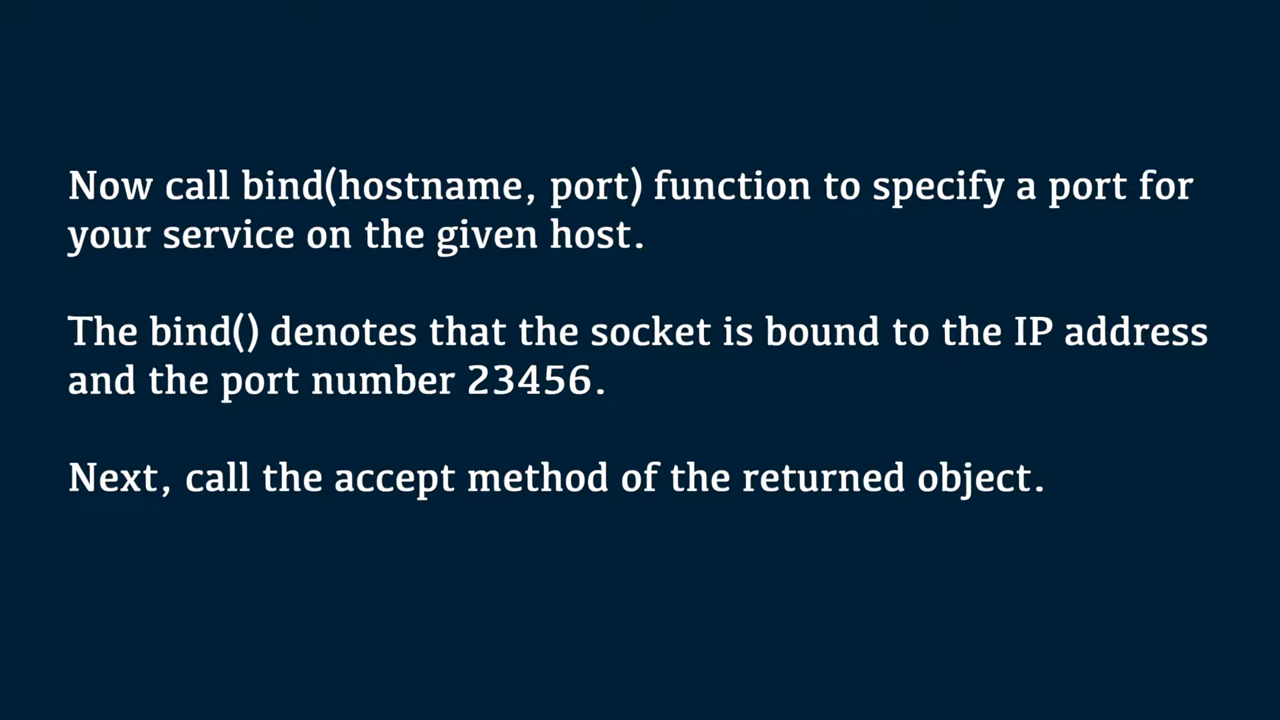 Now call bind(hostname, port) function to specify a port for
your service on the given host.
The bind() denotes that the socket is bound to the IP address
and the port number 23456.
Next, call the accept method of the returned object.